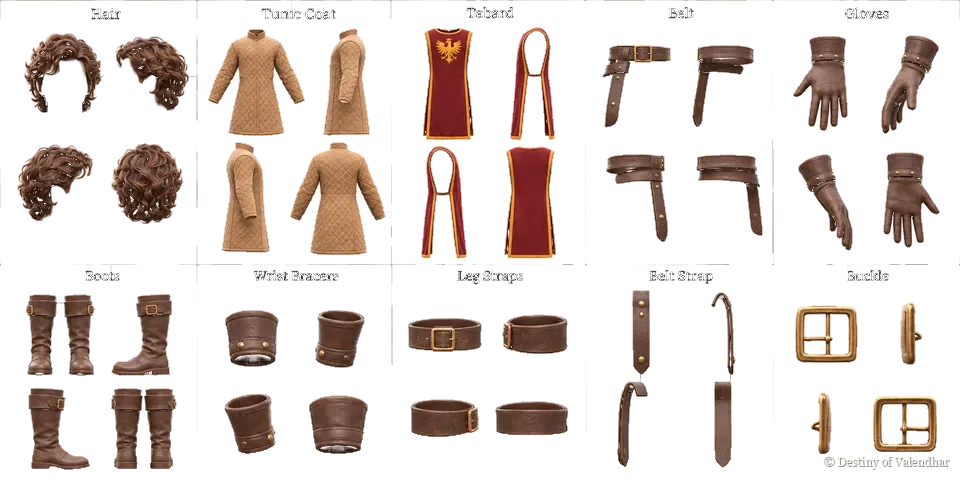 Hair
Tunic Coat
Tabard
Belt
Gloves
Boots
Wrist Bracers
Leg Straps
Belt Strap
Buckle
© Destiny of Valendhar